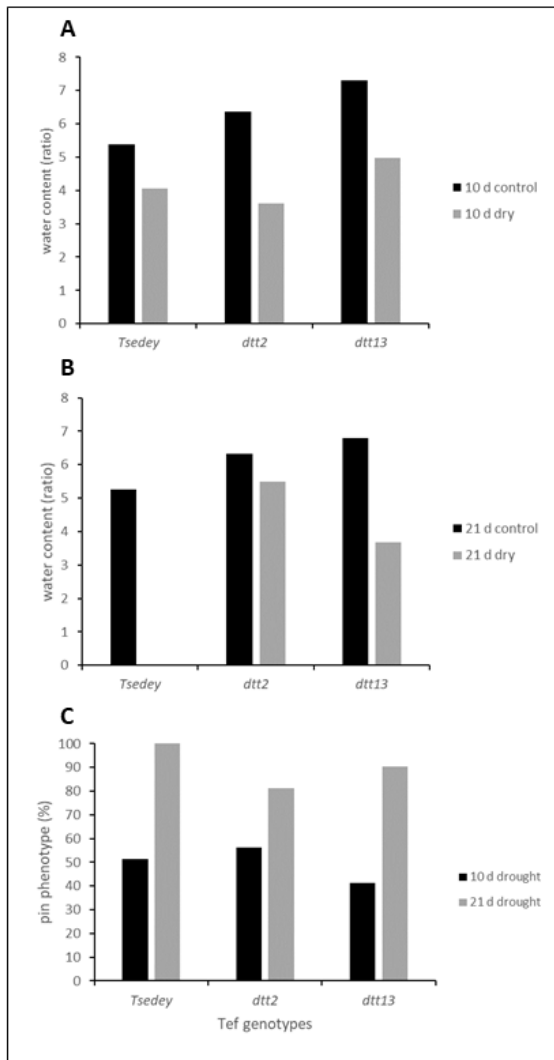 A
8
7
6
5
4
3
2
1
0
water content (ratio)
Tsedey dtt2 dtt13
10 d control
10 d dry
B
8
7
6
5
4
3
2
1
0
water content (ratio)
Tsedey dtt2 dtt13
21 d control
21 d dry
C
100
90
80
70
60
50
40
30
20
10
0
pin phenotype (%)
Tsedey dtt2 dtt13
Tef genotypes
10 d drought
21 d drought